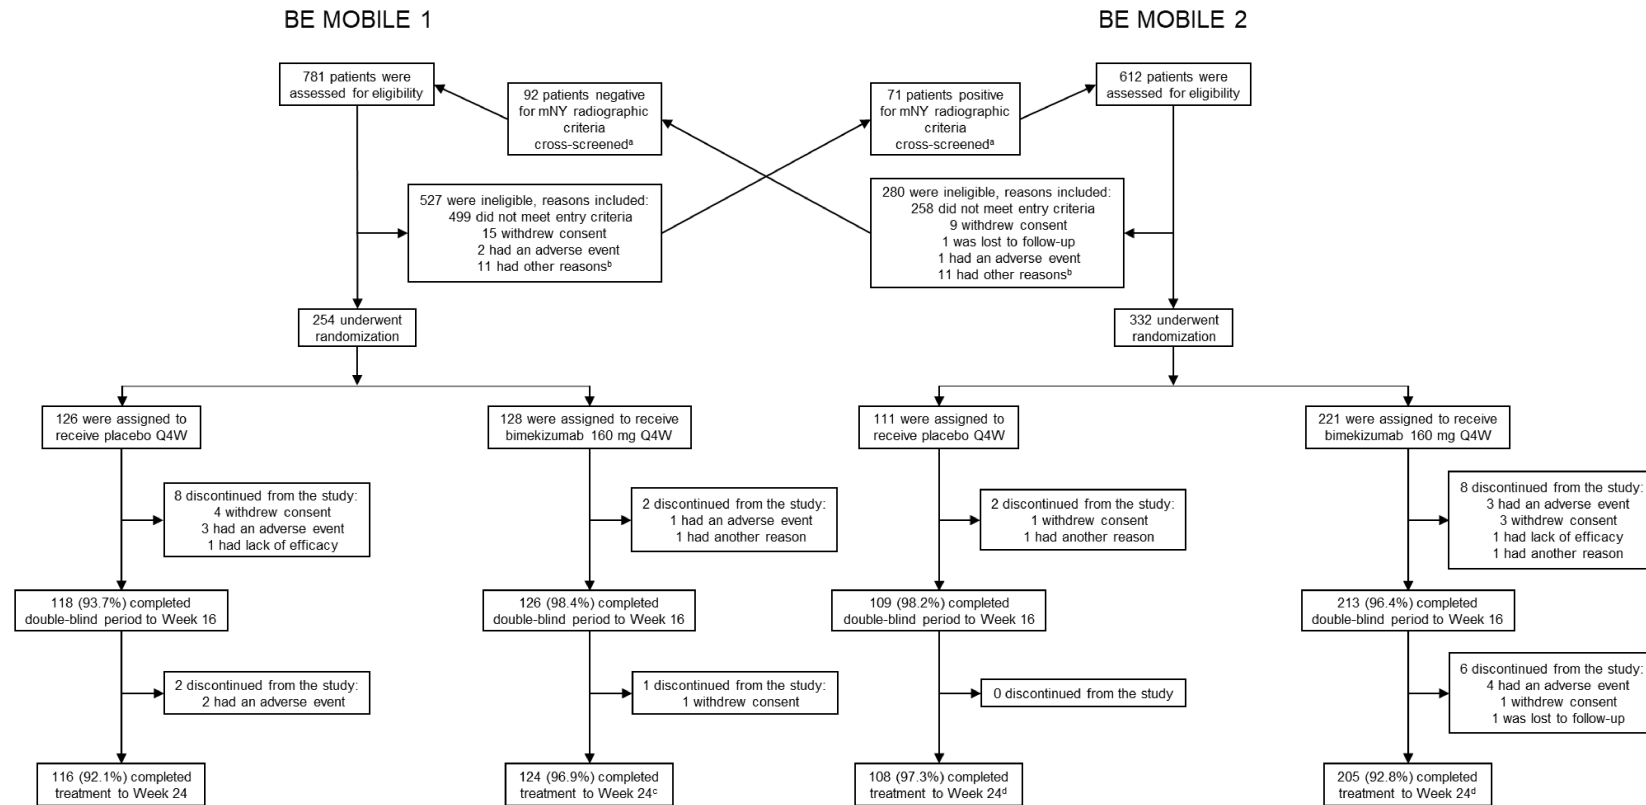 BE MOBILE 1
BE MOBILE 2
781 patients were
assessed for eligibility
92 patients negative
for mNY radiographic
criteria
cross-screenedᵃ
71 patients positive
for mNY radiographic
criteria
cross-screenedᵃ
612 patients were
assessed for eligibility
527 were ineligible, reasons included:
499 did not meet entry criteria
15 withdrew consent
2 had an adverse event
11 had other reasonsᵇ
280 were ineligible, reasons included:
258 did not meet entry criteria
9 withdrew consent
1 was lost to follow-up
1 had an adverse event
11 had other reasonsᵇ
254 underwent
randomization
332 underwent
randomization
126 were assigned to
receive placebo Q4W
128 were assigned to receive
bimekizumab 160 mg Q4W
111 were assigned to
receive placebo Q4W
221 were assigned to receive
bimekizumab 160 mg Q4W
8 discontinued from the study:
4 withdrew consent
3 had an adverse event
1 had lack of efficacy
2 discontinued from the study:
1 had an adverse event
1 had another reason
2 discontinued from the study:
1 withdrew consent
1 had another reason
8 discontinued from the study:
3 had an adverse event
3 withdrew consent
1 had lack of efficacy
1 had another reason
118 (93.7%) completed
double-blind period to Week 16
126 (98.4%) completed
double-blind period to Week 16
109 (98.2%) completed
double-blind period to Week 16
213 (96.4%) completed
double-blind period to Week 16
2 discontinued from the study:
2 had an adverse event
1 discontinued from the study:
1 withdrew consent
0 discontinued from the study
6 discontinued from the study:
4 had an adverse event
1 withdrew consent
1 was lost to follow-up
116 (92.1%) completed
treatment to Week 24
124 (96.9%) completed
treatment to Week 24ᶜ
108 (97.3%) completed
treatment to Week 24ᵈ
205 (92.8%) completed
treatment to Week 24ᵈ